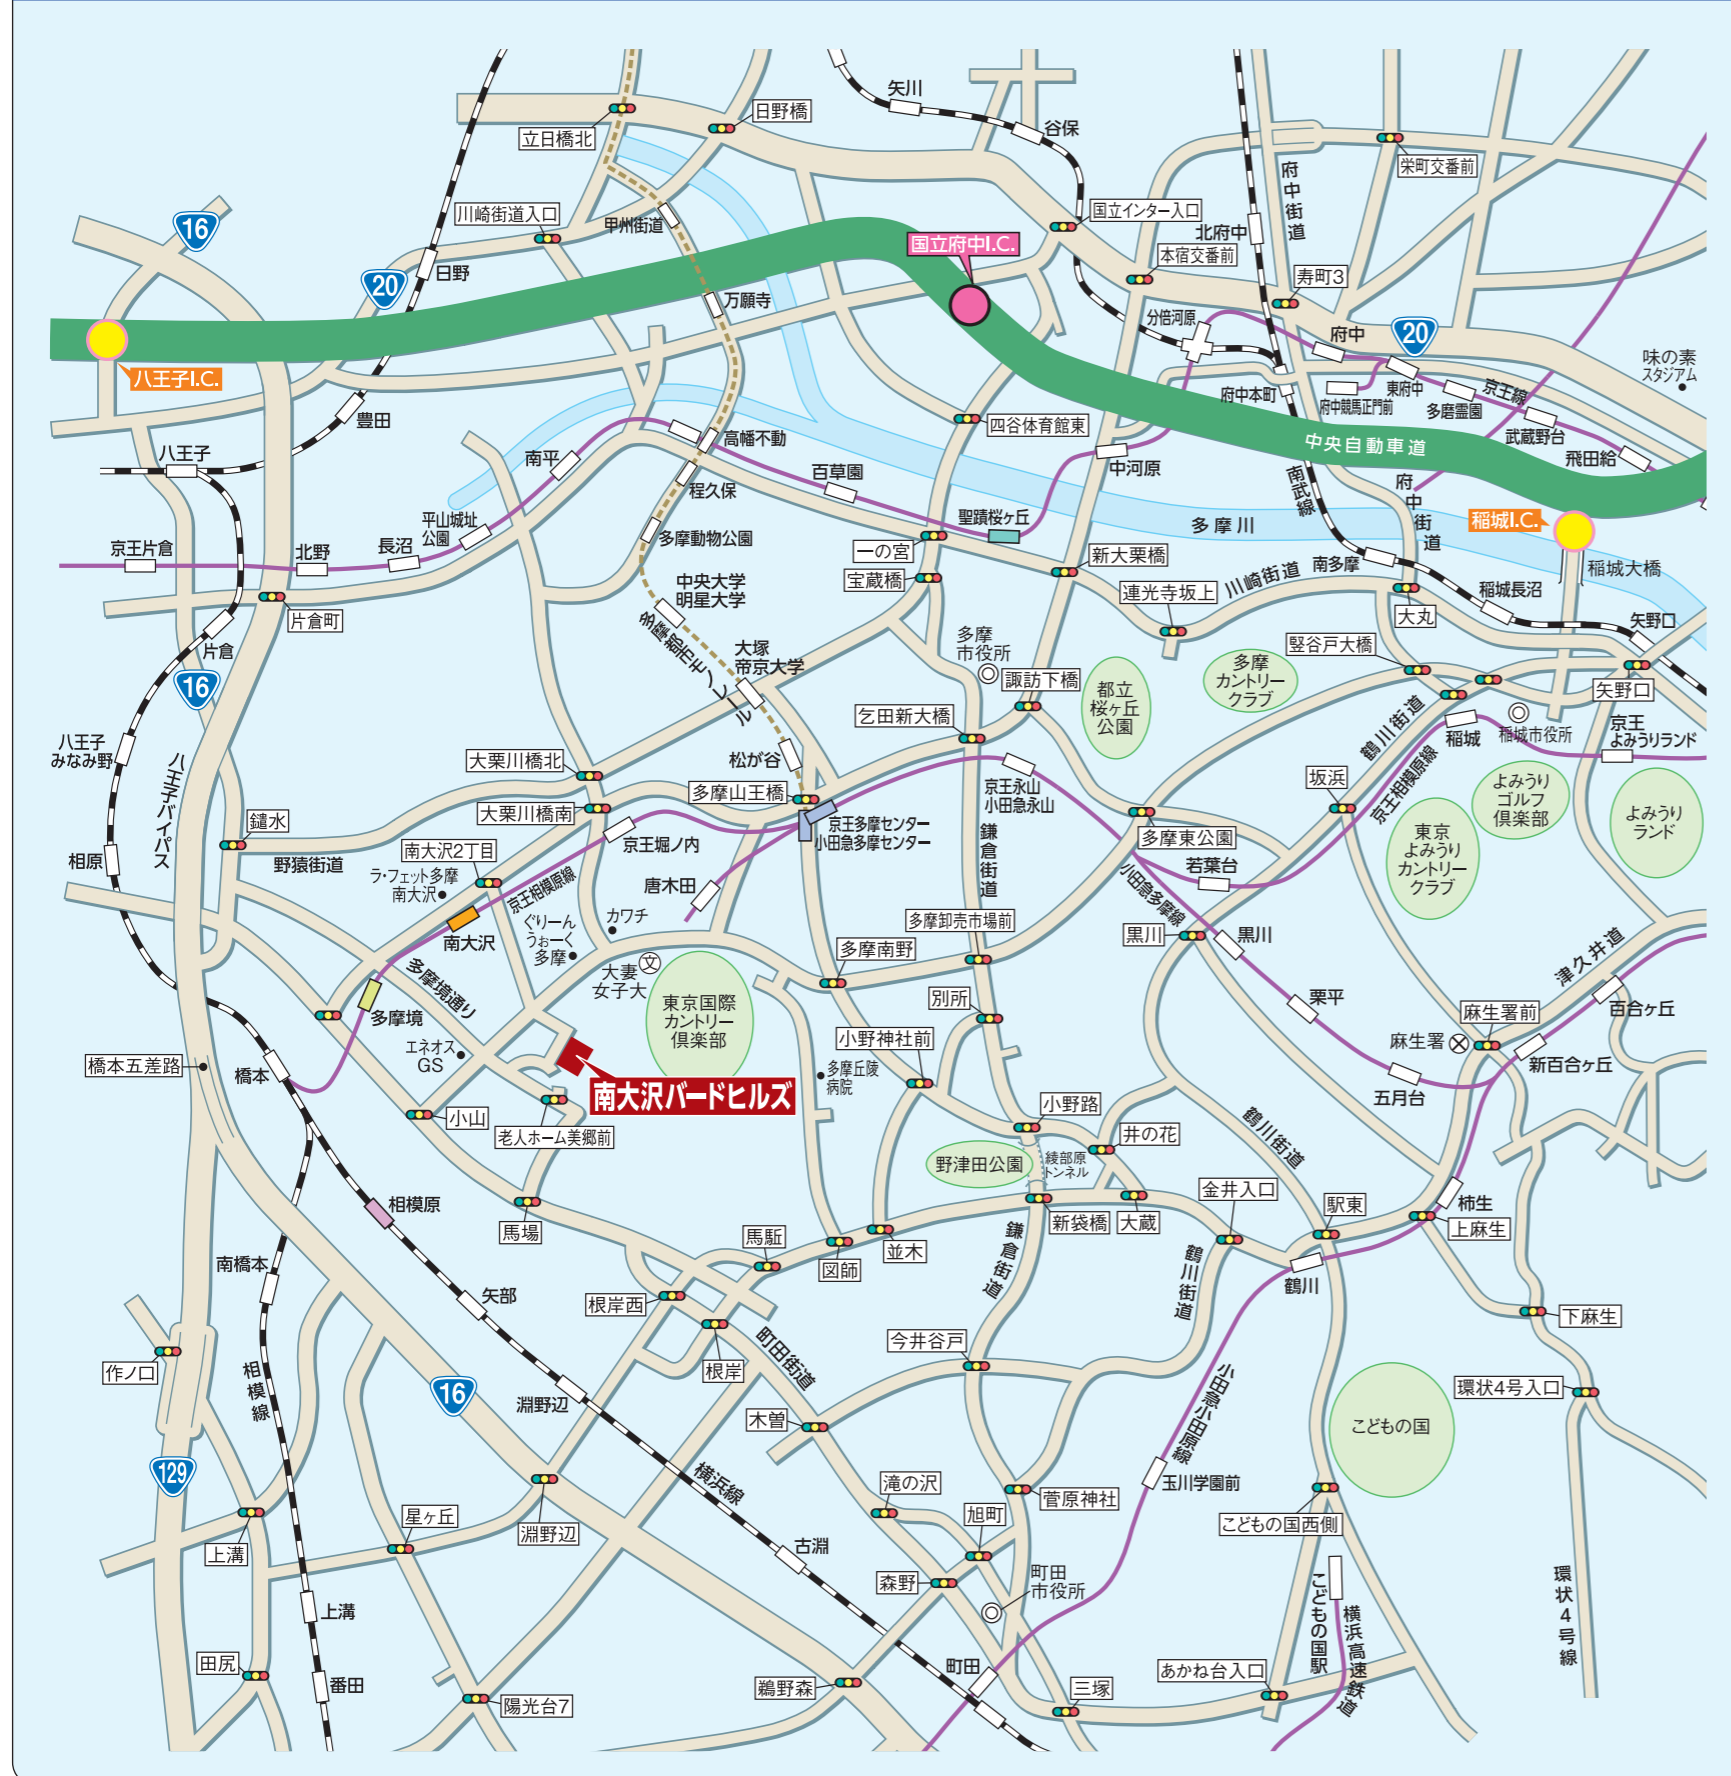 矢川
日野橋
谷保
立日橋北
栄町交番前
府中街道
16
川崎街道入口
甲州街道
国立インター入口
北府中
国立府中I.C.
本宿交番前
日野
20
寿町3
万願寺
分倍河原
府中
20
味の素
スタジアム
八王子I.C.
府中本町
府中競馬正門前
東府中
京王線
多磨霊園
豊田
四谷体育館東
武蔵野台
高幡不動
中央自動車道
飛田給
八王子
南平
百草園
中河原
程久保
南武線
府中街道
平山城址
公園
聖蹟桜ヶ丘
多摩川
稲城I.C.
京王片倉
北野
長沼
多摩動物公園
一の宮
新大栗橋
南多摩
稲城大橋
宝蔵橋
川崎街道
中央大学
明星大学
連光寺坂上
稲城長沼
片倉町
大丸
矢野口
片倉
多摩都市モノレール
大塚
帝京大学
多摩
市役所
竪谷戸大橋
16
諏訪下橋
都立
桜ヶ丘
公園
多摩
カントリー
クラブ
矢野口
乞田新大橋
鶴川街道
稲城
稲城市役所
京王
よみうりランド
八王子
みなみ野
八王子バイパス
大栗川橋北
松が谷
京王永山
小田急永山
坂浜
京王相模原線
よみうり
ゴルフ
倶楽部
よみうり
ランド
多摩山王橋
大栗川橋南
鑓水
京王多摩センター
小田急多摩センター
鎌倉街道
多摩東公園
東京
よみうり
カントリー
クラブ
相原
野猿街道
南大沢2丁目
京王堀ノ内
若葉台
ラ・フェット多摩
南大沢
京王相模原線
唐木田
小田急多摩線
南大沢
ぐりーん
うぉーく
多摩
カワチ
多摩卸売市場前
黒川
黒川
多摩南野
津久井道
大妻
女子大
文
多摩境通り
多摩境
東京国際
カントリー
倶楽部
別所
栗平
麻生署前
百合ヶ丘
麻生署
エネオス
GS
小野神社前
新百合ヶ丘
橋本五差路
橋本
多摩丘陵
病院
五月台
南大沢バードヒルズ
小山
小野路
井の花
鶴川街道
老人ホーム美郷前
野津田公園
綾部原
トンネル
相模原
金井入口
駅東
柿生
馬場
新袋橋
大蔵
上麻生
馬駈
図師
並木
鎌倉街道
鶴川街道
南橋本
鶴川
矢部
根岸西
下麻生
今井谷戸
町田街道
作ノ口
根岸
相模線
小田急小田原線
環状4号入口
16
淵野辺
木曽
こどもの国
129
横浜線
滝の沢
玉川学園前
菅原神社
星ヶ丘
淵野辺
旭町
こどもの国西側
上溝
古淵
森野
町田
市役所
こどもの国駅
環状4号線
上溝
横浜高速鉄道
田尻
番田
町田
あかね台入口
鵜野森
三塚
陽光台7